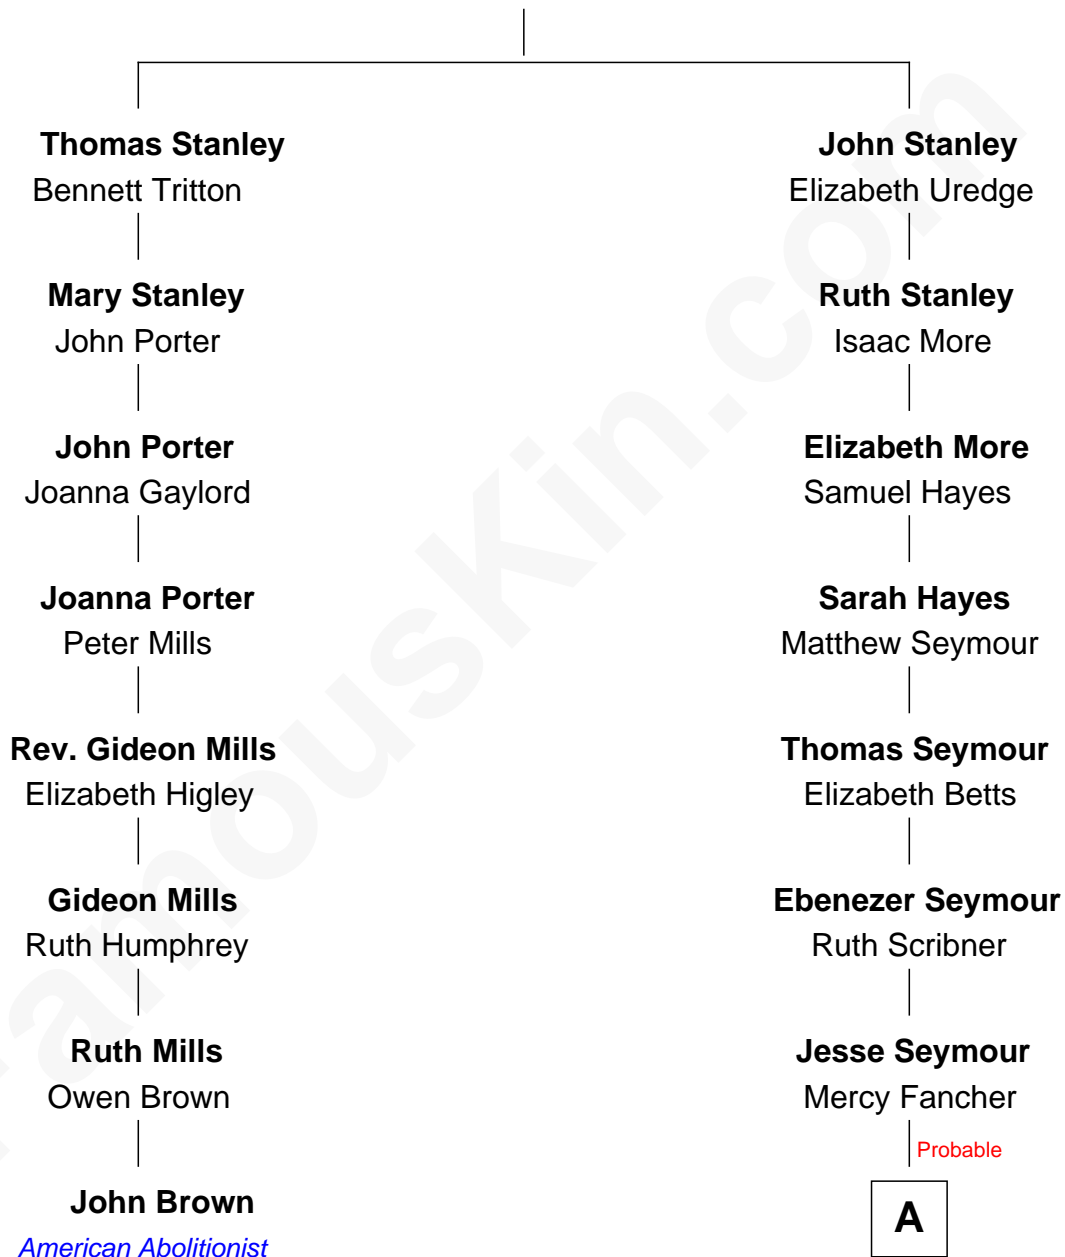 Thomas Stanley
Bennett Tritton
Mary Stanley
John Porter
John Porter
Joanna Gaylord
Joanna Porter
Peter Mills
Rev. Gideon Mills
Elizabeth Higley
Gideon Mills
Ruth Humphrey
Ruth Mills
Owen Brown
John Brown
American Abolitionist
John Stanley
Elizabeth Uredge
Ruth Stanley
Isaac More
Elizabeth More
Samuel Hayes
Sarah Hayes
Matthew Seymour
Thomas Seymour
Elizabeth Betts
Ebenezer Seymour
Ruth Scribner
Jesse Seymour
Mercy Fancher
Probable
A
FamousKin.com